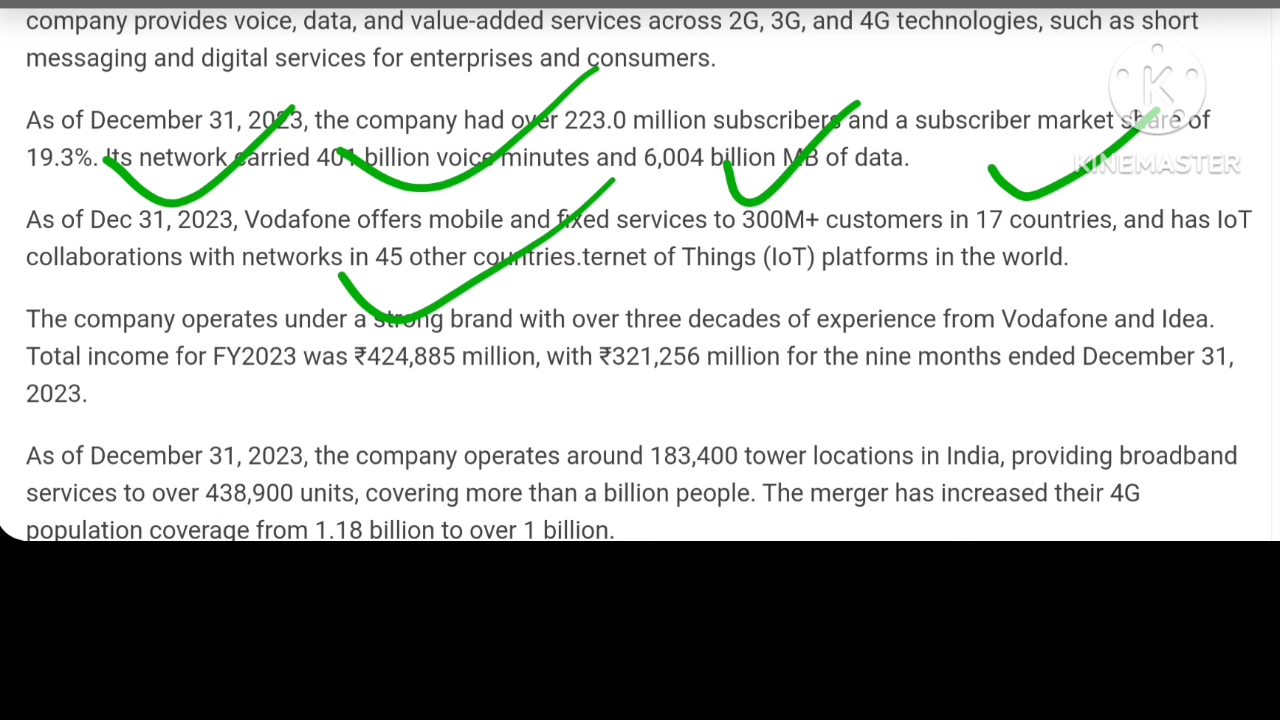 company provides voice, data, and value-added services across 2G, 3G, and 4G technologies, such as short
messaging and digital services for enterprises and consumers.
As of December 31, 2023, the company had over 223.0 million subscribers and a subscriber market share of
19.3%. Its network carried 401 billion voice minutes and 6,004 billion MB of data.
K
KINEMASTER
As of Dec 31, 2023, Vodafone offers mobile and fixed services to 300M+ customers in 17 countries, and has IoT
collaborations with networks in 45 other countries.ternet of Things (IoT) platforms in the world.
The company operates under a strong brand with over three decades of experience from Vodafone and Idea.
Total income for FY2023 was ₹424,885 million, with ₹321,256 million for the nine months ended December 31,
2023.
As of December 31, 2023, the company operates around 183,400 tower locations in India, providing broadband
services to over 438,900 units, covering more than a billion people. The merger has increased their 4G
population coverage from 1.18 billion to over 1 billion.